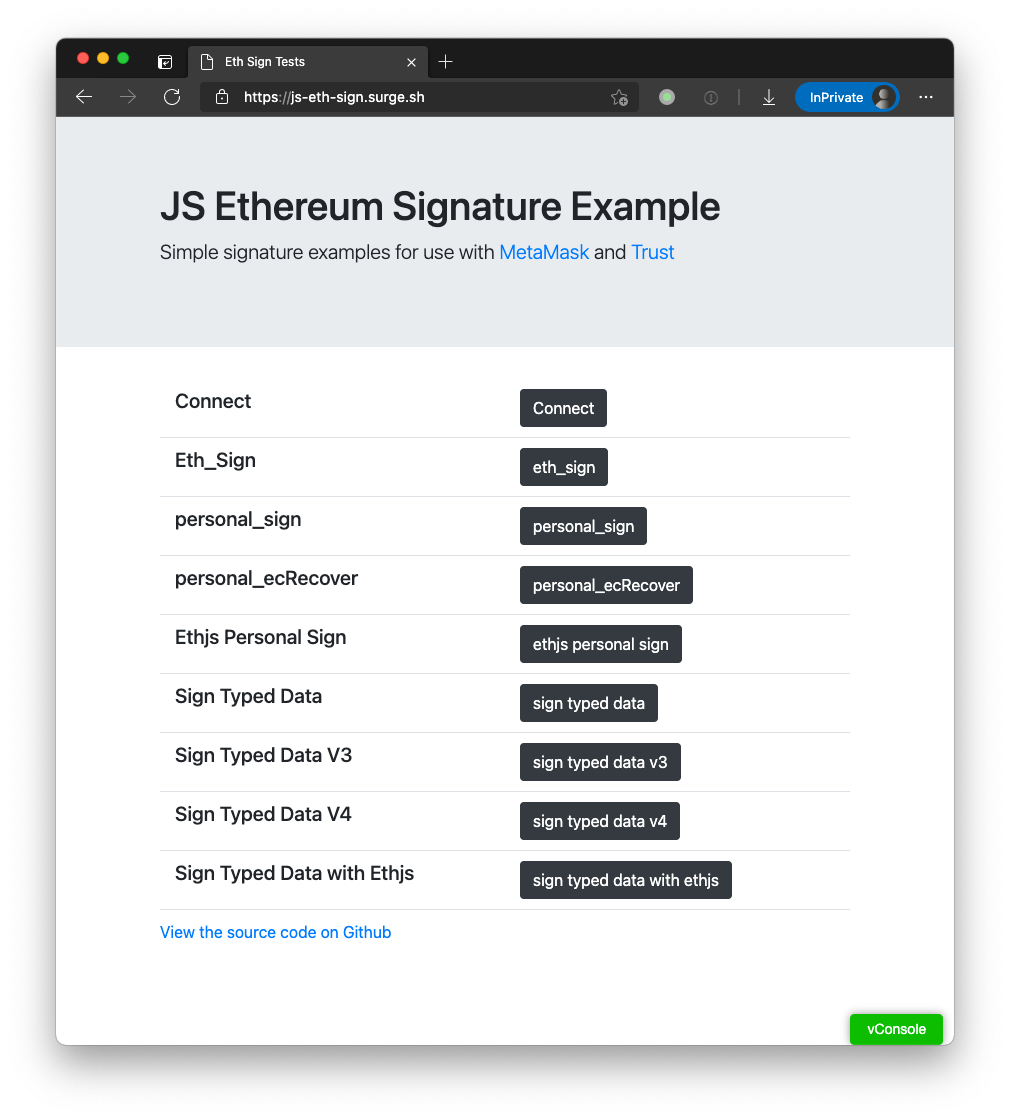 Eth Sign Tests
https://js-eth-sign.surge.sh
InPrivate
JS Ethereum Signature Example
Simple signature examples for use with MetaMask and Trust
Connect
Connect
Eth_Sign
eth_sign
personal_sign
personal_sign
personal_ecRecover
personal_ecRecover
Ethjs Personal Sign
ethjs personal sign
Sign Typed Data
sign typed data
Sign Typed Data V3
sign typed data v3
Sign Typed Data V4
sign typed data v4
Sign Typed Data with Ethjs
sign typed data with ethjs
View the source code on Github
vConsole